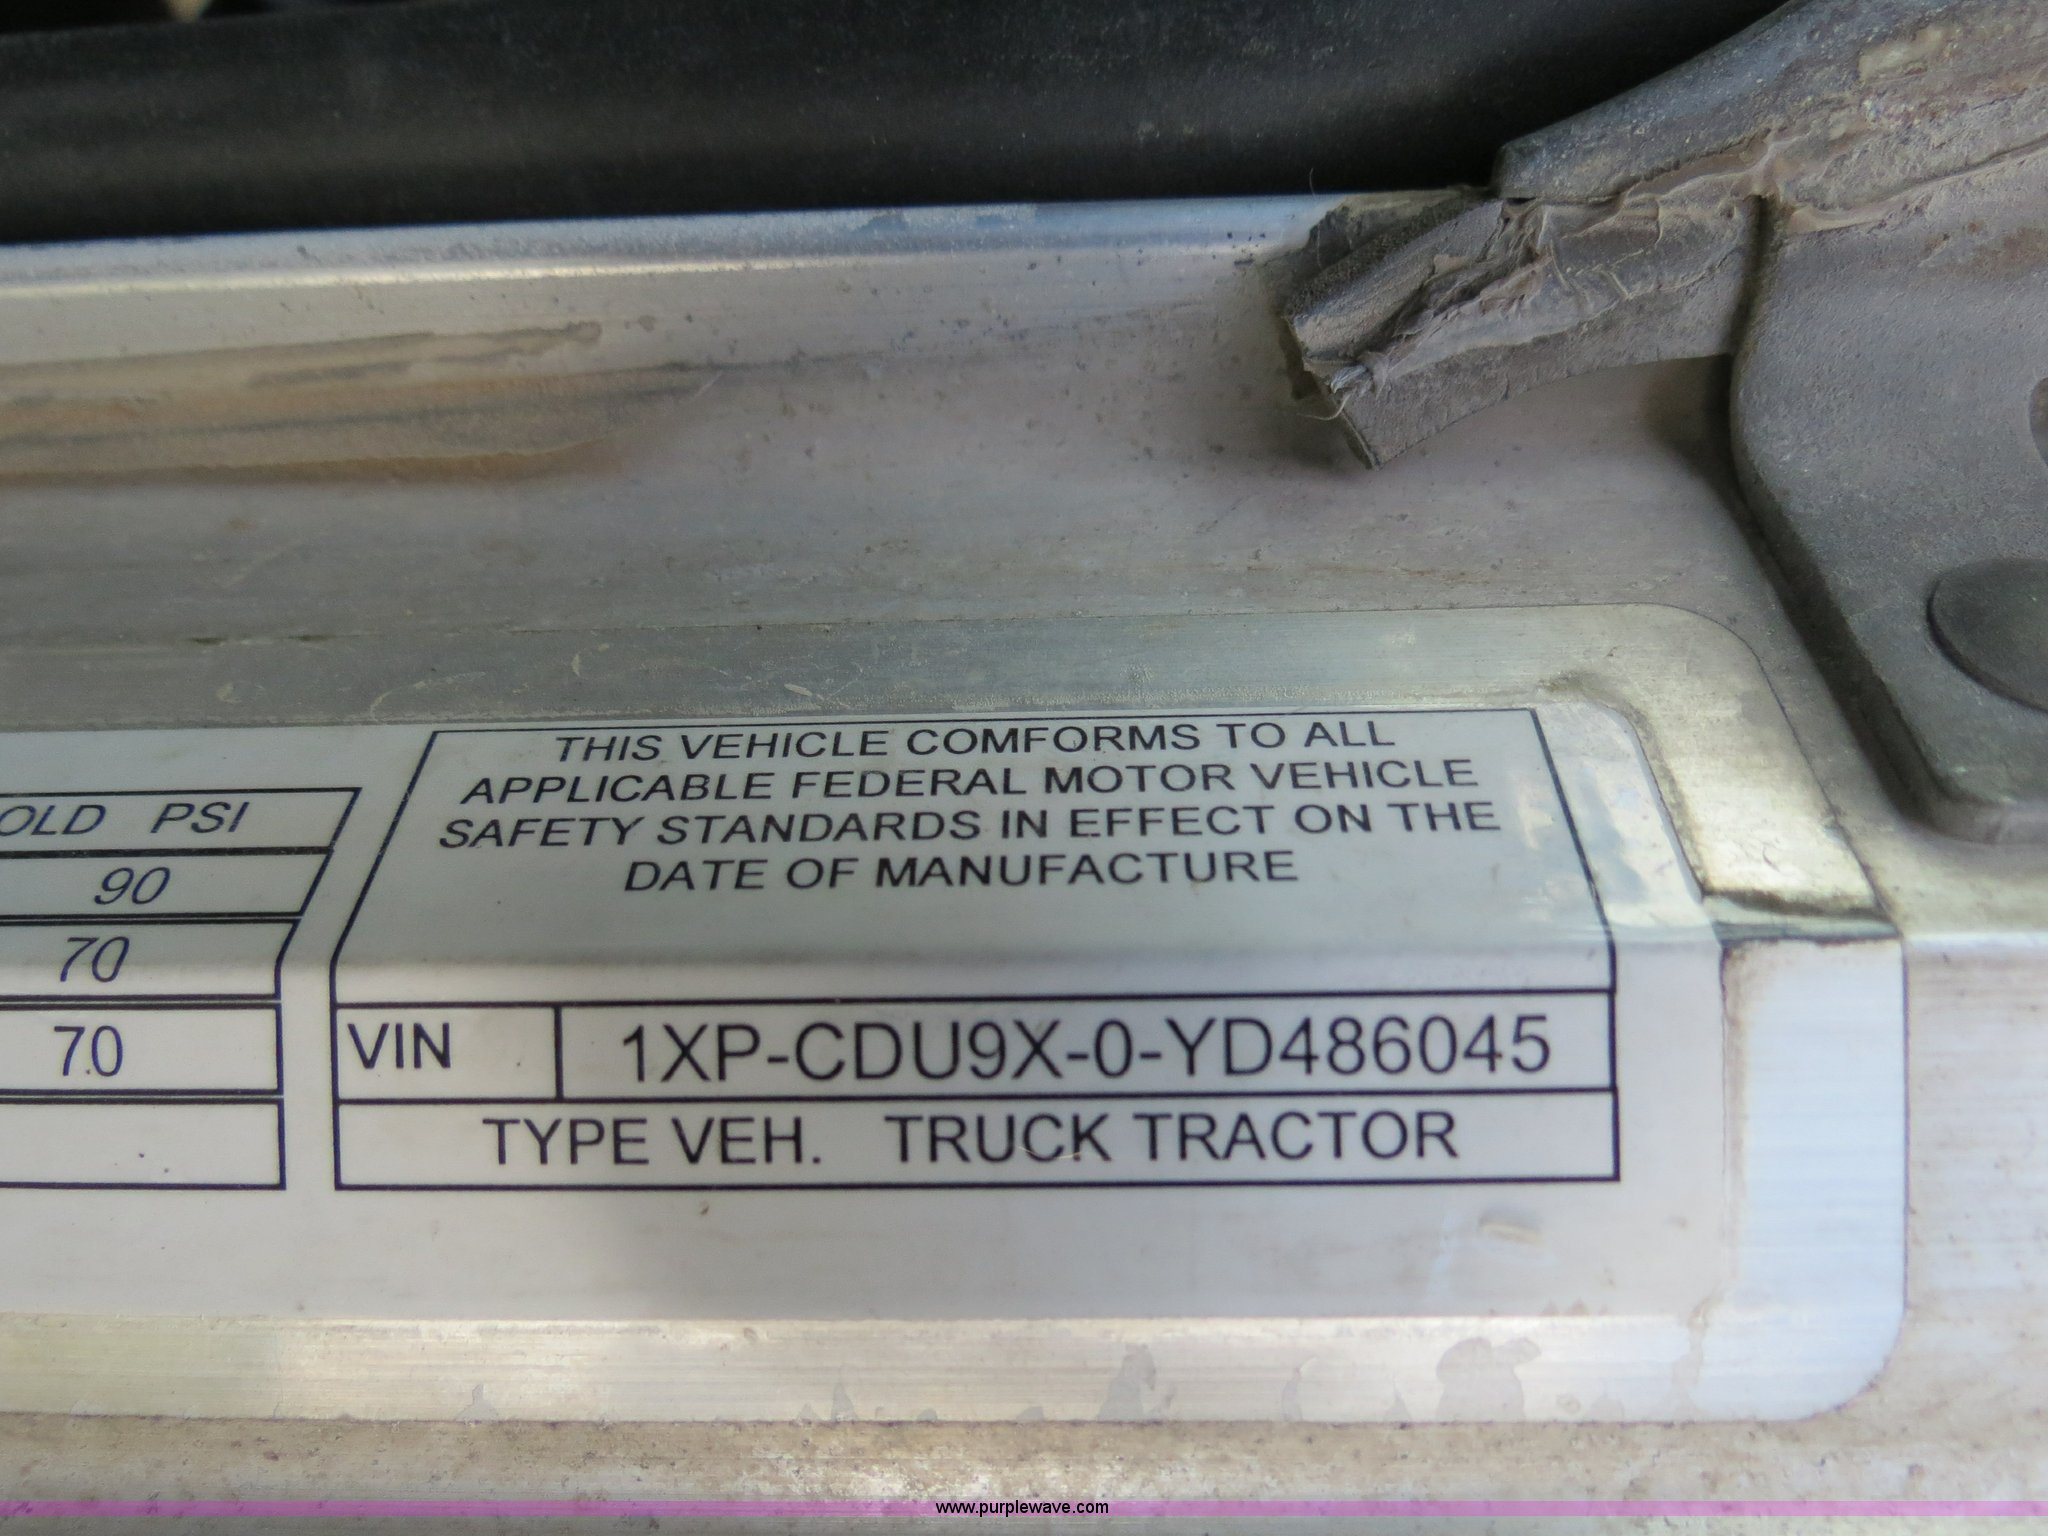 THIS VEHICLE COMFORMS TO ALL
APPLICABLE FEDERAL MOTOR VEHICLE
SAFETY STANDARDS IN EFFECT ON THE
DATE OF MANUFACTURE
OLD PSI
90
70
70
VIN 1XP-CDU9X-0-YD486045
TYPE VEH. TRUCK TRACTOR
www.purplewave.com